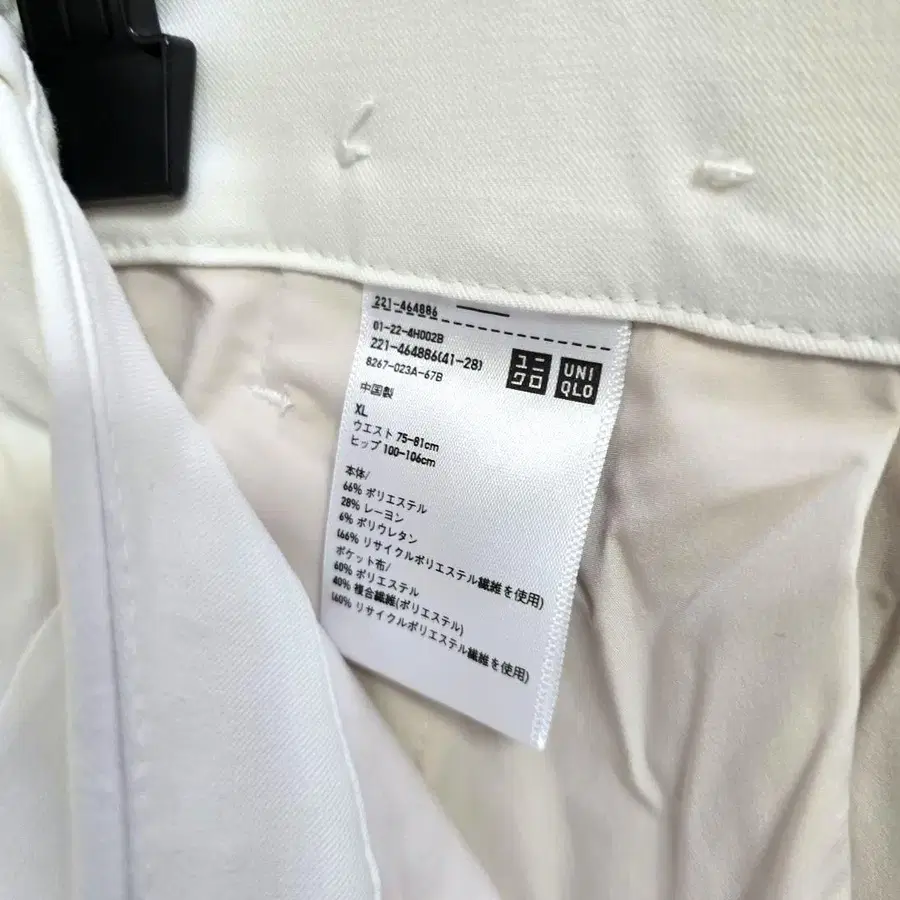 221-464886
01-22-4H002B
221-464886(41-28)
8267-023A-67B
ユニ
クロ
UNI
QLO
中国製
XL
ウエスト 75-81cm
ヒップ 100-106cm
本体/
66% ポリエステル
28% レーヨン
6% ポリウレタン
(66% リサイクルポリエステル繊維を使用)
ポケット布/
60% ポリエステル
40% 複合繊維(ポリエステル)
(60% リサイクルポリエステル繊維を使用)